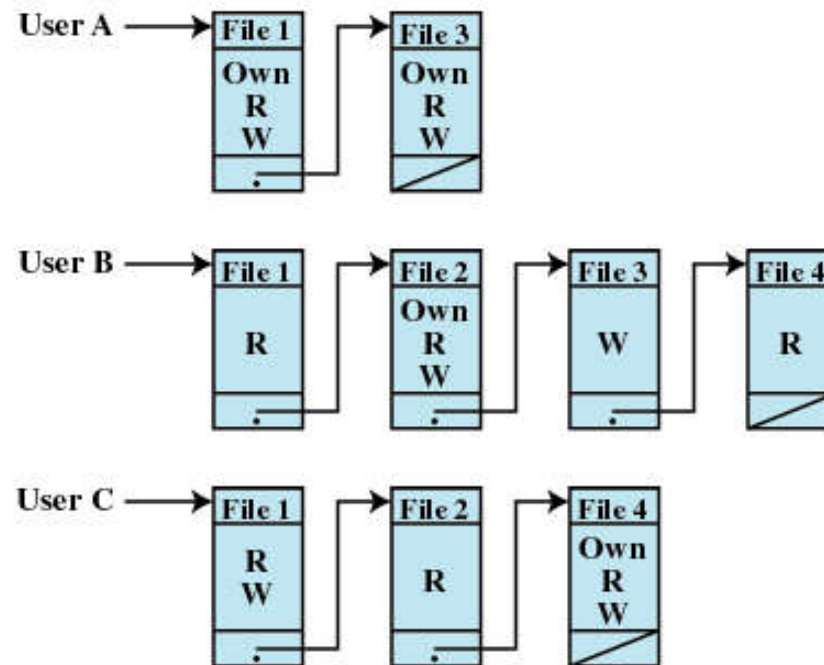 User A
File 1
Own
R
W
File 3
Own
R
W
User B
File 1
R
File 2
Own
R
W
File 3
W
File 4
R
User C
File 1
R
W
File 2
R
File 4
Own
R
W